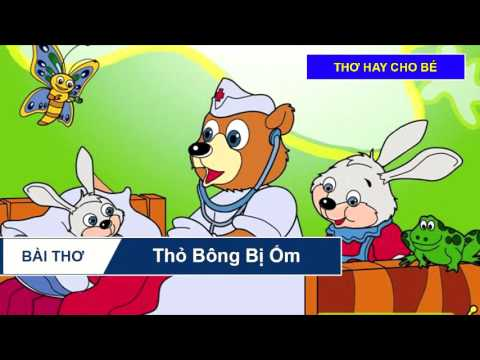 THƠ HAY CHO BÉ
BÀI THƠ
Thỏ Bông Bị Ốm